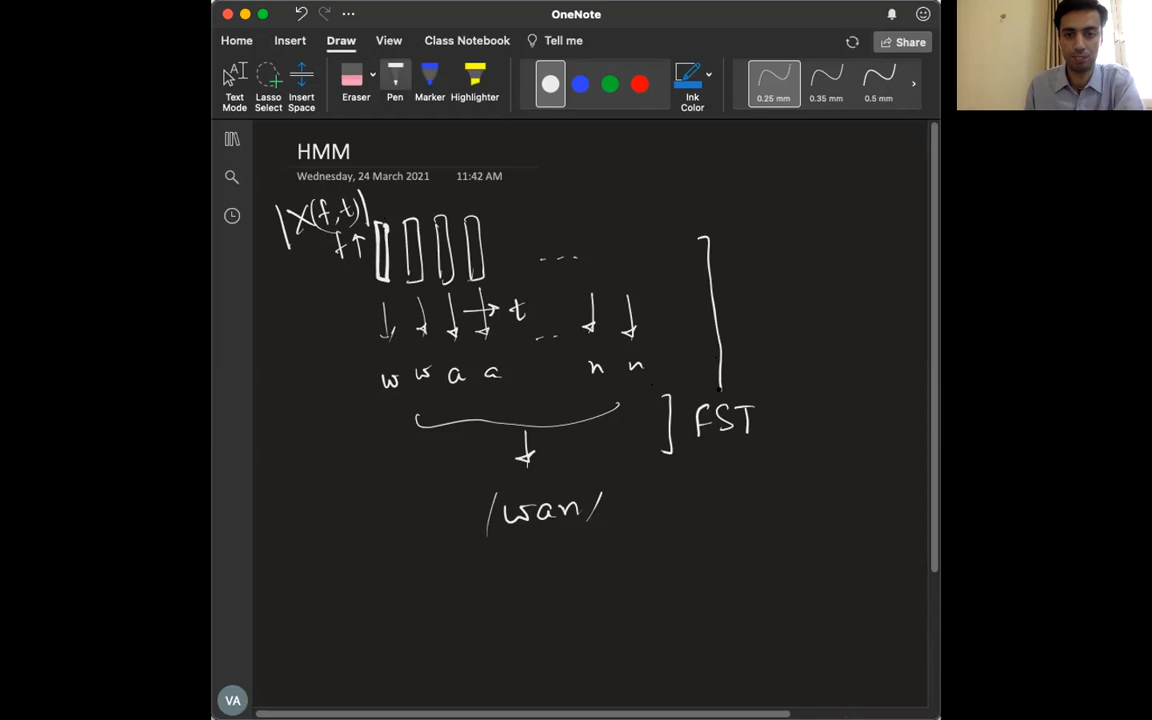 OneNote
Home Insert Draw View Class Notebook Tell me Share
Text Mode
Lasso Select
Insert Space
Eraser
Pen
Marker
Highlighter
Ink Color
0.25 mm
0.35 mm
0.5 mm
HMM
Wednesday, 24 March 2021 11:42 AM
|X(f,t)|
f↑
...
→ t
...
w w a a n n
] FST
/wan/
VA